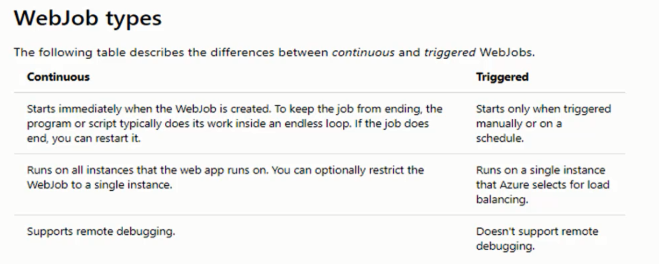 WebJob types
The following table describes the differences between continuous and triggered WebJobs.
Continuous Triggered
Starts immediately when the WebJob is created. To keep the job from ending, the
program or script typically does its work inside an endless loop. If the job does
end, you can restart it.
Starts only when triggered
manually or on a
schedule.
Runs on all instances that the web app runs on. You can optionally restrict the
WebJob to a single instance.
Runs on a single instance
that Azure selects for load
balancing.
Supports remote debugging.
Doesn't support remote
debugging.